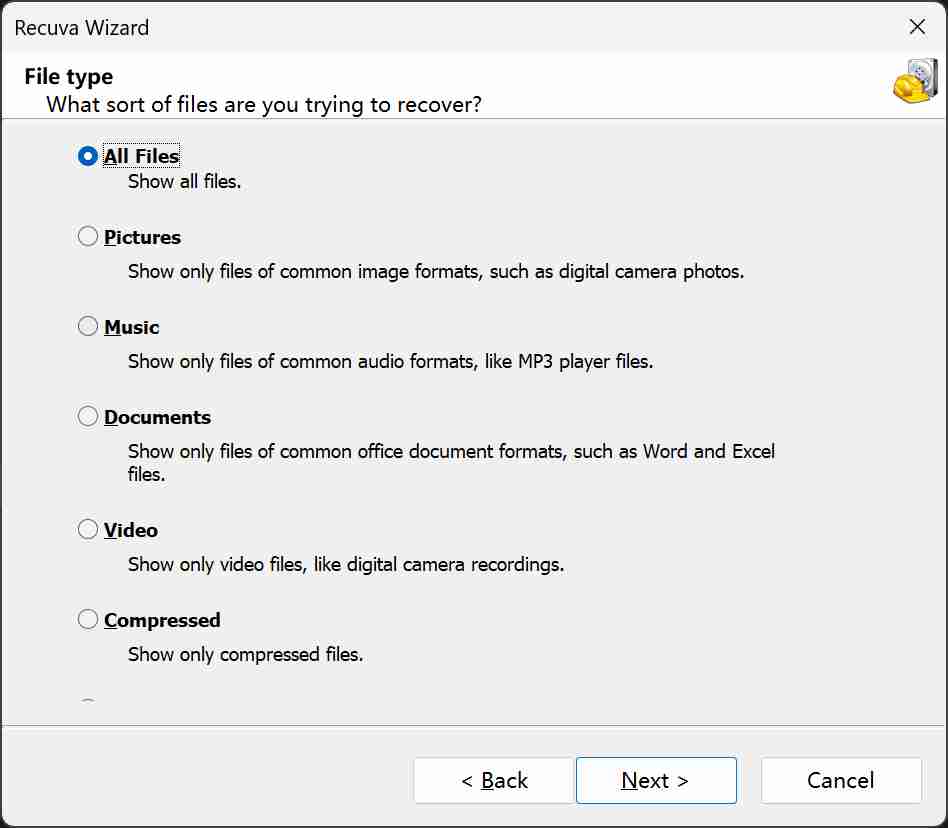 Recuva Wizard
File type
What sort of files are you trying to recover?
All Files
Show all files.
Pictures
Show only files of common image formats, such as digital camera photos.
Music
Show only files of common audio formats, like MP3 player files.
Documents
Show only files of common office document formats, such as Word and Excel
files.
Video
Show only video files, like digital camera recordings.
Compressed
Show only compressed files.
< Back
Next >
Cancel